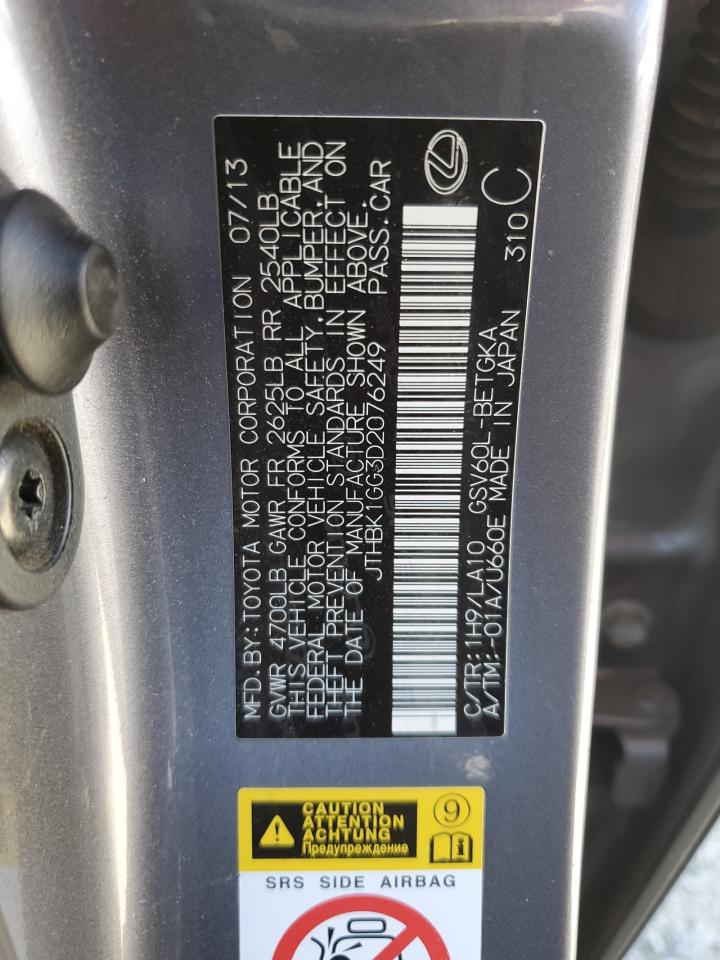 MFD.BY:TOYOTA MOTOR CORPORATION 07/13
GVWR 4700LB GAWR FR 2625LB RR 2540LB
THIS VEHICLE CONFORMS TO ALL APPLICABLE
FEDERAL MOTOR VEHICLE SAFETY,BUMPER,AND
THEFT PREVENTION STANDARDS IN EFFECT ON
THE DATE OF MANUFACTURE SHOWN ABOVE.
JTHBK1GG3D2076249 PASS.CAR
C/TR:1H9/LA10 GSV60L-BETGKA
A/TM:-01A/U660E MADE IN JAPAN 310 C
CAUTION
ATTENTION
ACHTUNG
Предупреждение
9
i
SRS SIDE AIRBAG